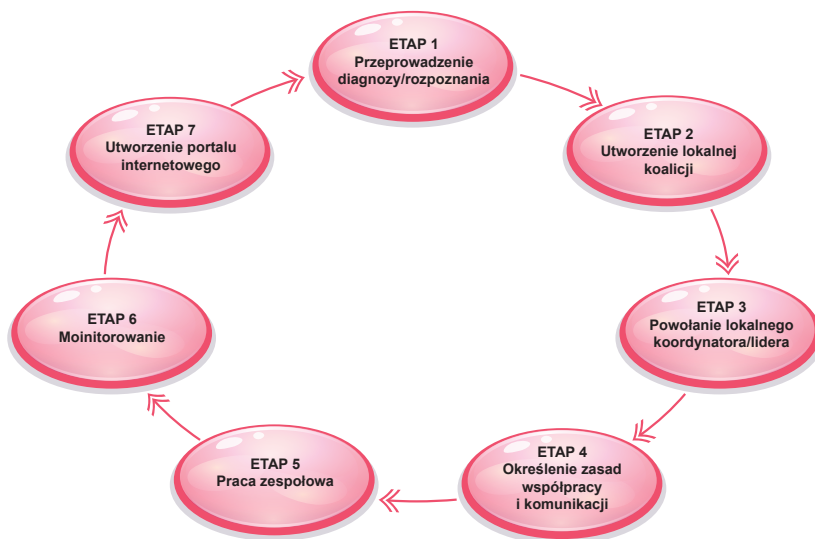 ETAP 1
Przeprowadzenie
diagnozy/rozpoznania
ETAP 2
Utworzenie lokalnej
koalicji
ETAP 3
Powołanie lokalnego
koordynatora/lidera
ETAP 4
Określenie zasad
współpracy
i komunikacji
ETAP 5
Praca zespołowa
ETAP 6
Moinitorowanie
ETAP 7
Utworzenie portalu
internetowego